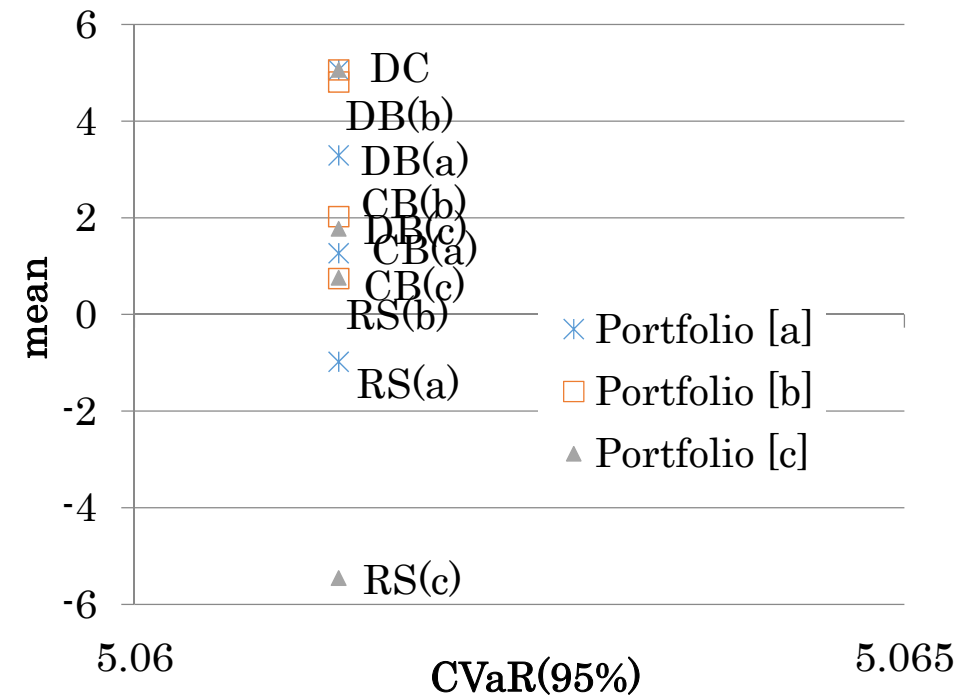 6
4
2
0
-2
-4
-6
mean
DC
DB(b)
DB(a)
CB(b)
DB(c)
CB(a)
CB(c)
RS(b)
RS(a)
RS(c)
Portfolio [a]
Portfolio [b]
Portfolio [c]
5.06
5.065
CVaR(95%)